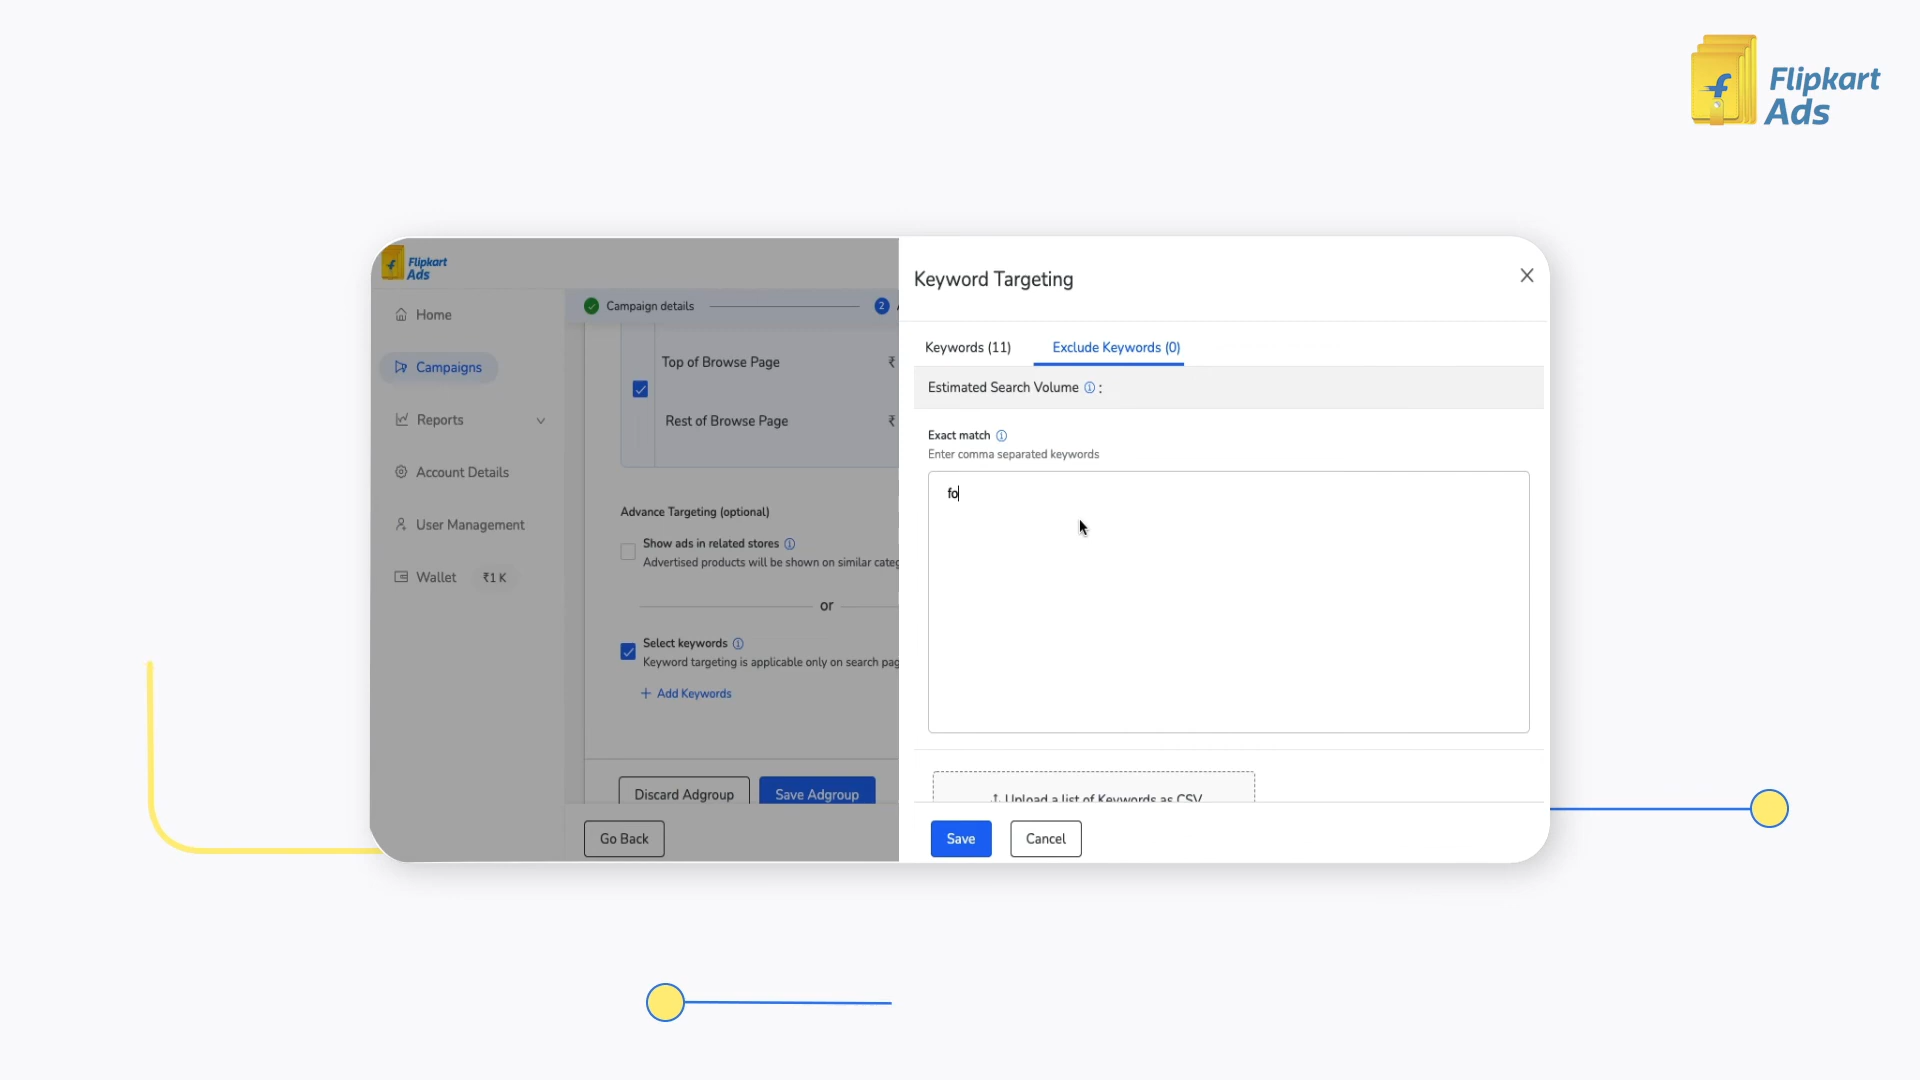 Flipkart
Ads
Flipkart
Ads
Home
Campaigns
Reports
Account Details
User Management
Wallet ₹1 K
Campaign details
2
Top of Browse Page ₹
Rest of Browse Page ₹
Advance Targeting (optional)
Show ads in related stores
Advertised products will be shown on similar categ
or
Select keywords
Keyword targeting is applicable only on search pag
+ Add Keywords
Discard Adgroup
Save Adgroup
Go Back
Keyword Targeting
Keywords (11)
Exclude Keywords (0)
Estimated Search Volume :
Exact match
Enter comma separated keywords
fo
Upload a list of Keywords as CSV
Save
Cancel